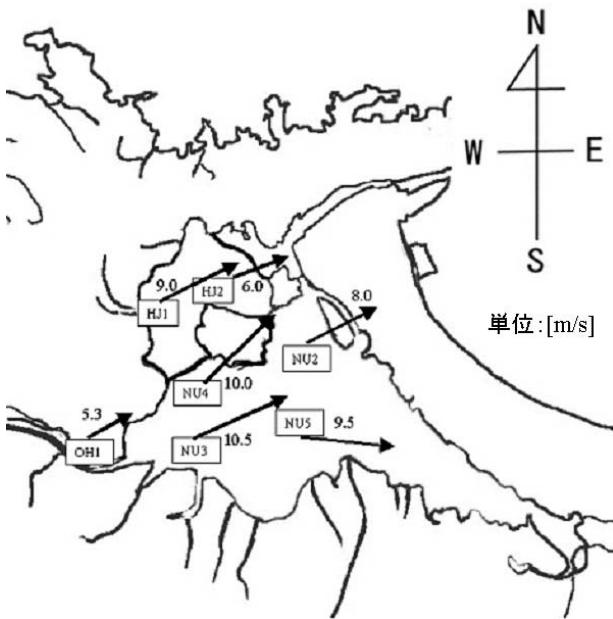 N
W E
S
9.0
HJ1
HJ2
6.0
8.0
単位:[m/s]
NU2
NU4
10.0
5.3
OH1
NU3
10.5
NU5
9.5